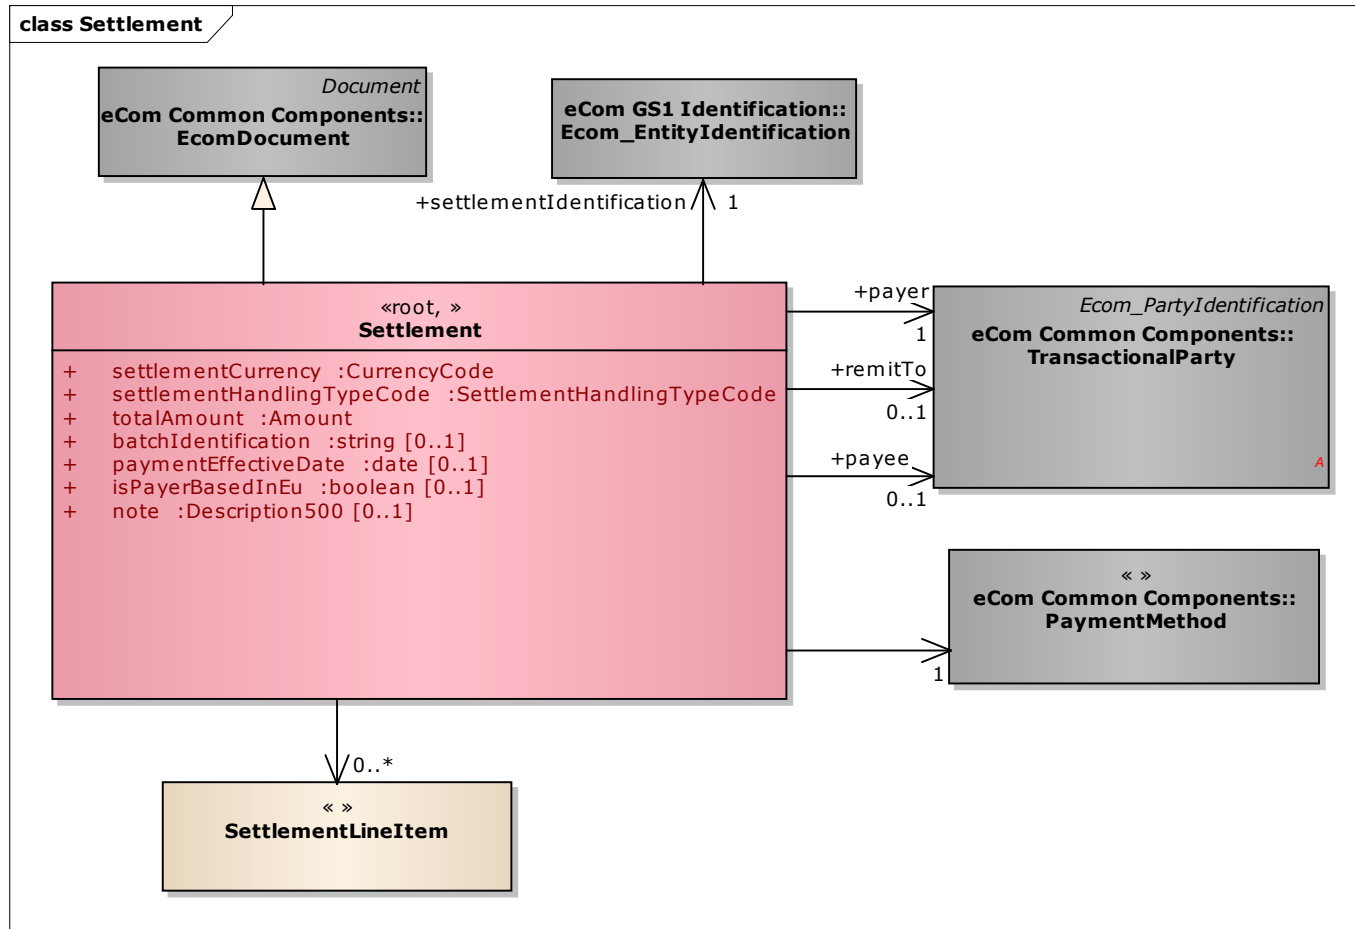 class Settlement
Document
eCom Common Components::
EcomDocument
eCom GS1 Identification::
Ecom_EntityIdentification
+settlementIdentification
1
«root, »
Settlement
+ settlementCurrency :CurrencyCode
+ settlementHandlingTypeCode :SettlementHandlingTypeCode
+ totalAmount :Amount
+ batchIdentification :string [0..1]
+ paymentEffectiveDate :date [0..1]
+ isPayerBasedInEu :boolean [0..1]
+ note :Description500 [0..1]
+payer
1
+remitTo
0..1
+payee
0..1
Ecom_PartyIdentification
eCom Common Components::
TransactionalParty
A
« »
eCom Common Components::
PaymentMethod
1
0..*
« »
SettlementLineItem